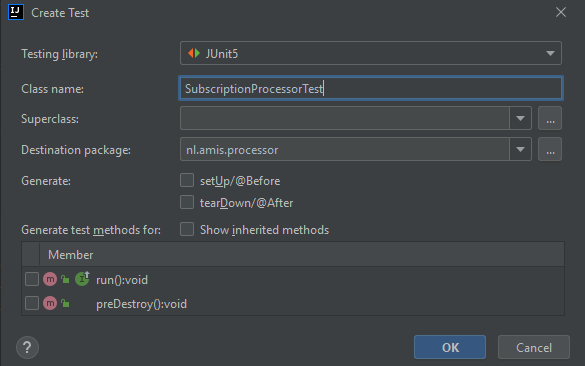 IJ Create Test
Testing library: JUnit5
Class name: SubscriptionProcessorTest
Superclass: ...
Destination package: nl.amis.processor ...
Generate: setUp/@Before
tearDown/@After
Generate test methods for: Show inherited methods
Member
m I run():void
m preDestroy():void
? OK Cancel